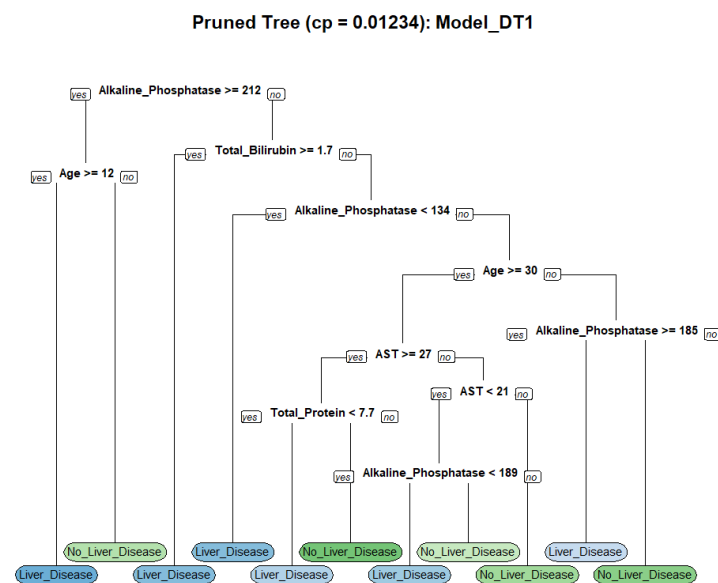 Pruned Tree (cp = 0.01234): Model_DT1
yes Alkaline_Phosphatase >= 212 no
yes Total_Bilirubin >= 1.7 no
yes Age >= 12 no
yes Alkaline_Phosphatase < 134 no
yes Age >= 30 no
yes Alkaline_Phosphatase >= 185 no
yes AST >= 27 no
yes AST < 21 no
yes Total_Protein < 7.7 no
yes Alkaline_Phosphatase < 189 no
No_Liver_Disease Liver_Disease No_Liver_Disease No_Liver_Disease Liver_Disease
Liver_Disease Liver_Disease Liver_Disease Liver_Disease No_Liver_Disease No_Liver_Disease